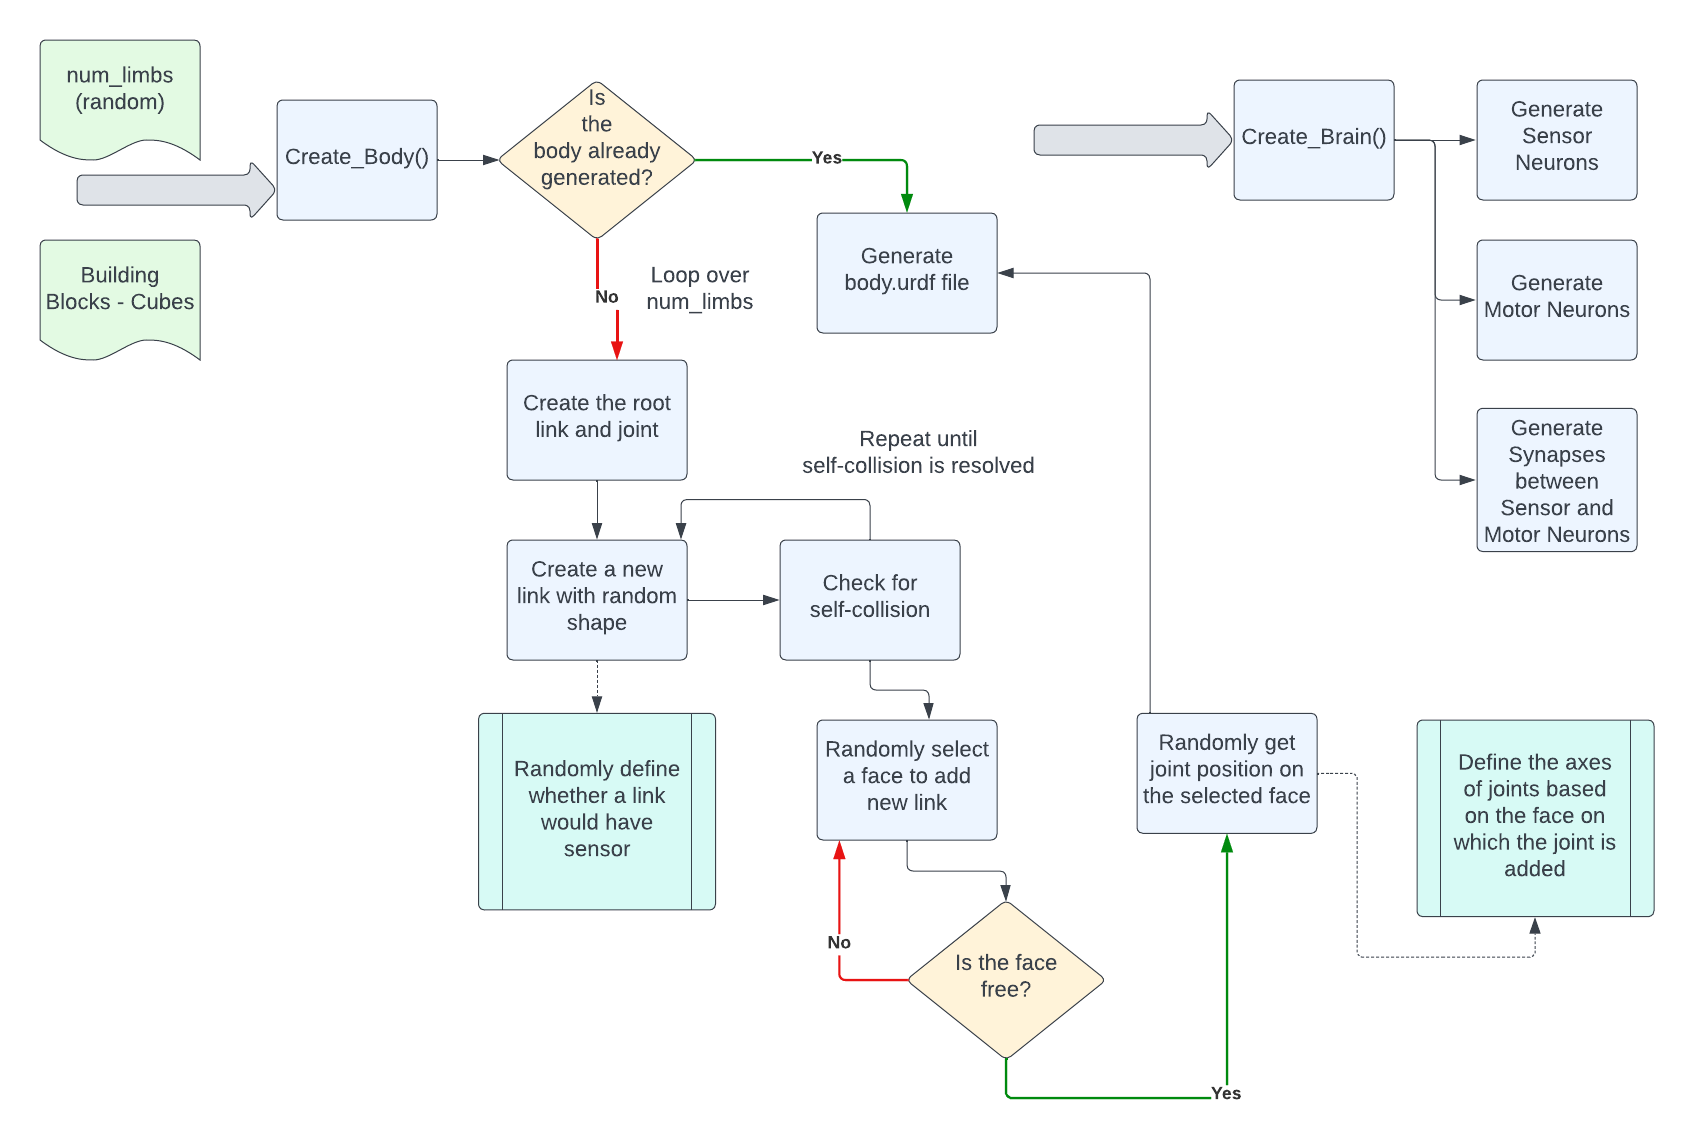 num_limbs
(random)
Building
Blocks - Cubes
Create_Body()
Is
the
body already
generated?
Yes
No
Loop over
num_limbs
Generate
body.urdf file
Create the root
link and joint
Repeat until
self-collision is resolved
Create a new
link with random
shape
Check for
self-collision
Randomly define
whether a link
would have
sensor
Randomly select
a face to add
new link
No
Is the face
free?
Yes
Randomly get
joint position on
the selected face
Define the axes
of joints based
on the face on
which the joint is
added
Create_Brain()
Generate
Sensor
Neurons
Generate
Motor Neurons
Generate
Synapses
between
Sensor and
Motor Neurons